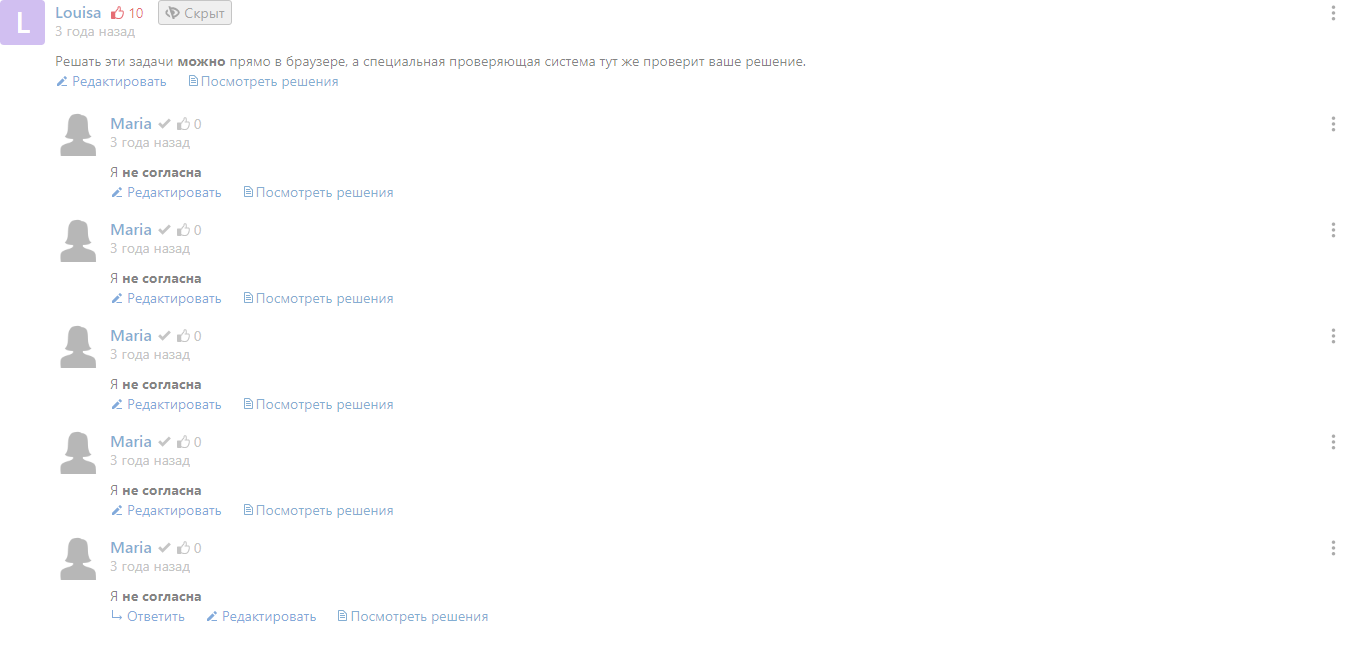 L
Louisa 10 Скрыт
3 года назад
Решать эти задачи можно прямо в браузере, а специальная проверяющая система тут же проверит ваше решение.
Редактировать Посмотреть решения
Maria 0
3 года назад
Я не согласна
Редактировать Посмотреть решения
Maria 0
3 года назад
Я не согласна
Редактировать Посмотреть решения
Maria 0
3 года назад
Я не согласна
Редактировать Посмотреть решения
Maria 0
3 года назад
Я не согласна
Редактировать Посмотреть решения
Maria 0
3 года назад
Я не согласна
Ответить Редактировать Посмотреть решения